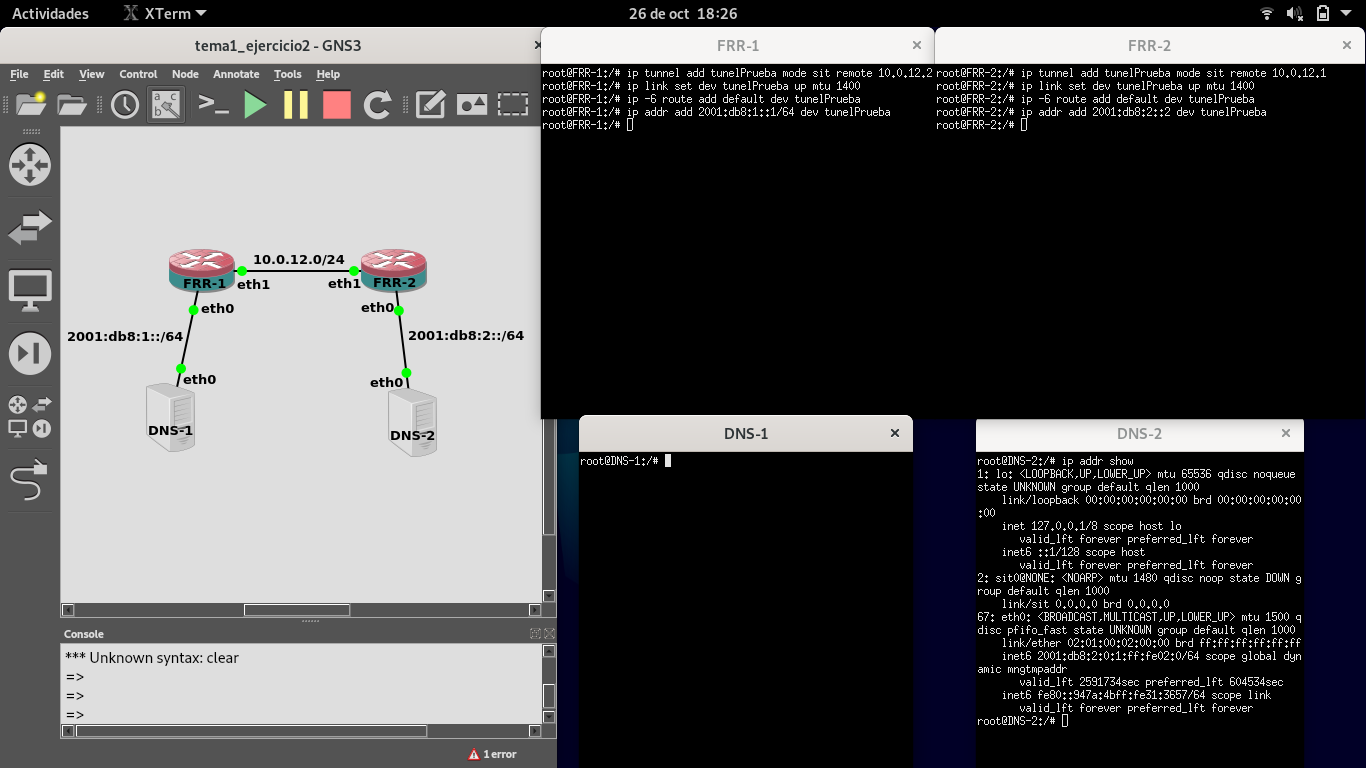 Actividades
XTerm
26 de oct 18:26
tema1_ejercicio2 - GNS3
File Edit View Control Node Annotate Tools Help
10.0.12.0/24
FRR-1
FRR-2
eth1
eth1
eth0
eth0
2001:db8:1::/64
2001:db8:2::/64
eth0
eth0
DNS-1
DNS-2
Console
*** Unknown syntax: clear
=>
=>
=>
1 error
FRR-1
root@FRR-1:/# ip tunnel add tunelPrueba mode sit remote 10.0.12.2
root@FRR-1:/# ip link set dev tunelPrueba up mtu 1400
root@FRR-1:/# ip -6 route add default dev tunelPrueba
root@FRR-1:/# ip addr add 2001:db8:1::1/64 dev tunelPrueba
root@FRR-1:/#
FRR-2
root@FRR-2:/# ip tunnel add tunelPrueba mode sit remote 10.0.12.1
root@FRR-2:/# ip link set dev tunelPrueba up mtu 1400
root@FRR-2:/# ip -6 route add default dev tunelPrueba
root@FRR-2:/# ip addr add 2001:db8:2::2 dev tunelPrueba
root@FRR-2:/#
DNS-1
root@DNS-1:/#
DNS-2
root@DNS-2:/# ip addr show
1: lo: <LOOPBACK,UP,LOWER_UP> mtu 65536 qdisc noqueue
state UNKNOWN group default qlen 1000
link/loopback 00:00:00:00:00:00 brd 00:00:00:00:00
:00
inet 127.0.0.1/8 scope host lo
valid_lft forever preferred_lft forever
inet6 ::1/128 scope host
valid_lft forever preferred_lft forever
2: sit0@NONE: <NOARP> mtu 1480 qdisc noop state DOWN g
roup default qlen 1000
link/sit 0.0.0.0 brd 0.0.0.0
67: eth0: <BROADCAST,MULTICAST,UP,LOWER_UP> mtu 1500 q
disc pfifo_fast state UNKNOWN group default qlen 1000
link/ether 02:01:00:02:00:00 brd ff:ff:ff:ff:ff:ff
inet6 2001:db8:2:0:1:ff:fe02:0/64 scope global dyn
amic mngtmpaddr
valid_lft 2591734sec preferred_lft 604534sec
inet6 fe80::947a:4bff:fe31:3657/64 scope link
valid_lft forever preferred_lft forever
root@DNS-2:/#